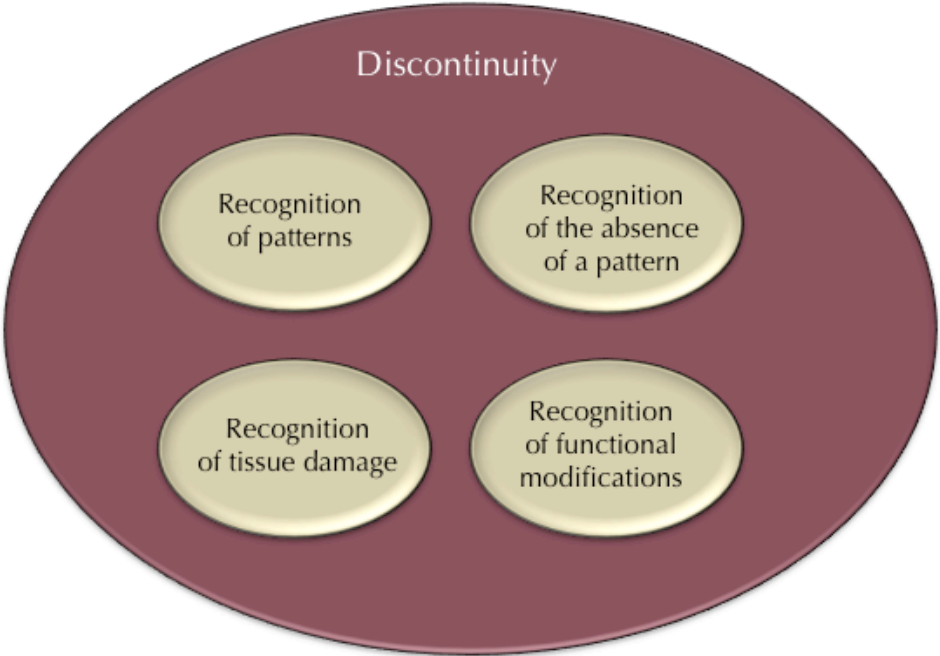 Discontinuity
Recognition
of patterns
Recognition
of the absence
of a pattern
Recognition
of tissue damage
Recognition
of functional
modifications